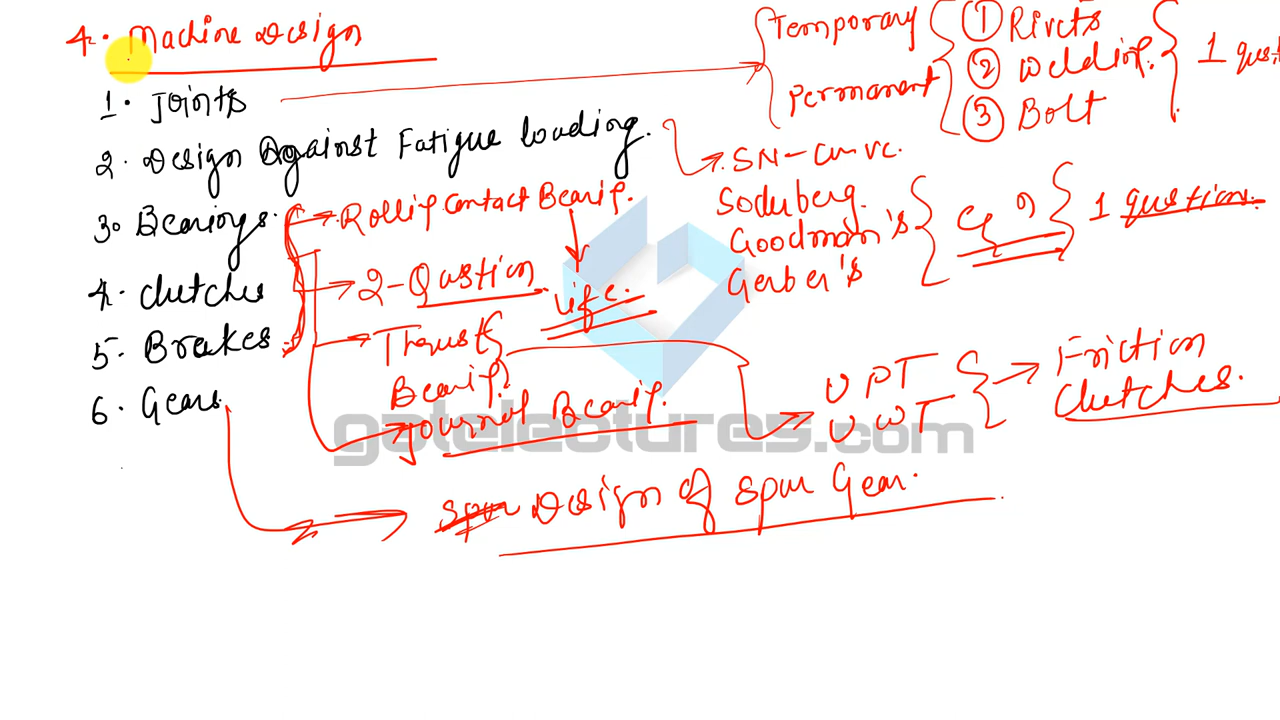 4. Machine Design
1. Joints
2. Design Against Fatigue loading.
3. Bearings.
4. clutches
5. Brakes
6. Gears
Temporary
Permanent
① Rivets
② Welding.
③ Bolt
1
SN-curve.
Soderberg
Goodman's
Gerber's
1 question.
Rolling contact Bearing.
2-Question
life.
Thrust
Bearing.
Journal Bearing.
UPT
UWT
Friction
clutches.
Design of Spur Gear.
gatelectures.com